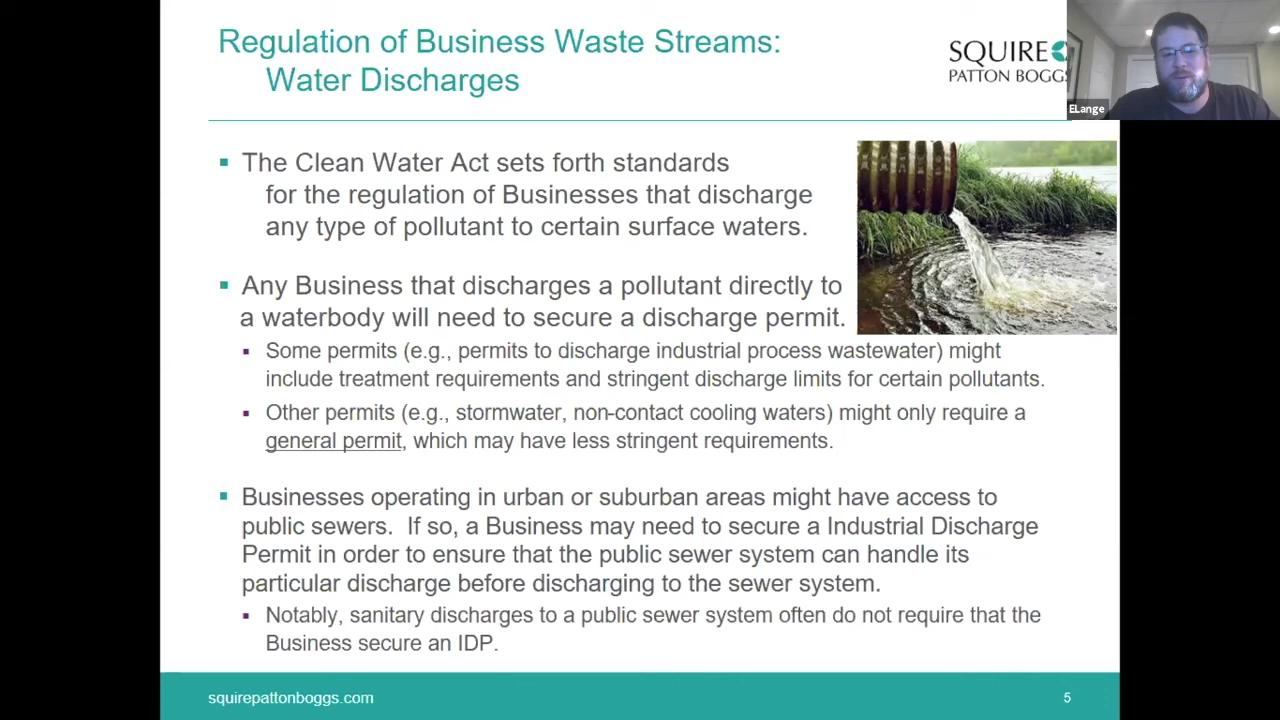 Regulation of Business Waste Streams:
Water Discharges
SQUIRE
PATTON BOGGS
ELange
▪ The Clean Water Act sets forth standards
for the regulation of Businesses that discharge
any type of pollutant to certain surface waters.
▪ Any Business that discharges a pollutant directly to
a waterbody will need to secure a discharge permit.
▪ Some permits (e.g., permits to discharge industrial process wastewater) might
include treatment requirements and stringent discharge limits for certain pollutants.
▪ Other permits (e.g., stormwater, non-contact cooling waters) might only require a
general permit, which may have less stringent requirements.
▪ Businesses operating in urban or suburban areas might have access to
public sewers.  If so, a Business may need to secure a Industrial Discharge
Permit in order to ensure that the public sewer system can handle its
particular discharge before discharging to the sewer system.
▪ Notably, sanitary discharges to a public sewer system often do not require that the
Business secure an IDP.
squirepattonboggs.com
5